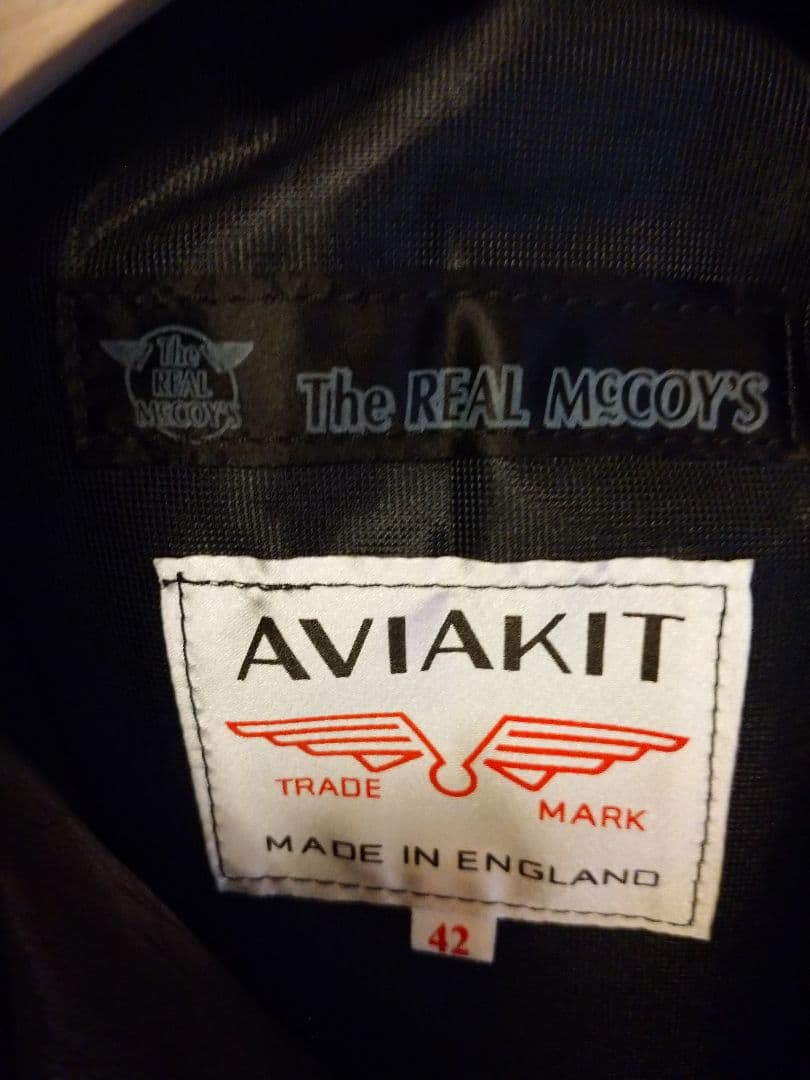 The
REAL
McCOY'S
The REAL McCOY'S
AVIAKIT
TRADE MARK
MADE IN ENGLAND
42